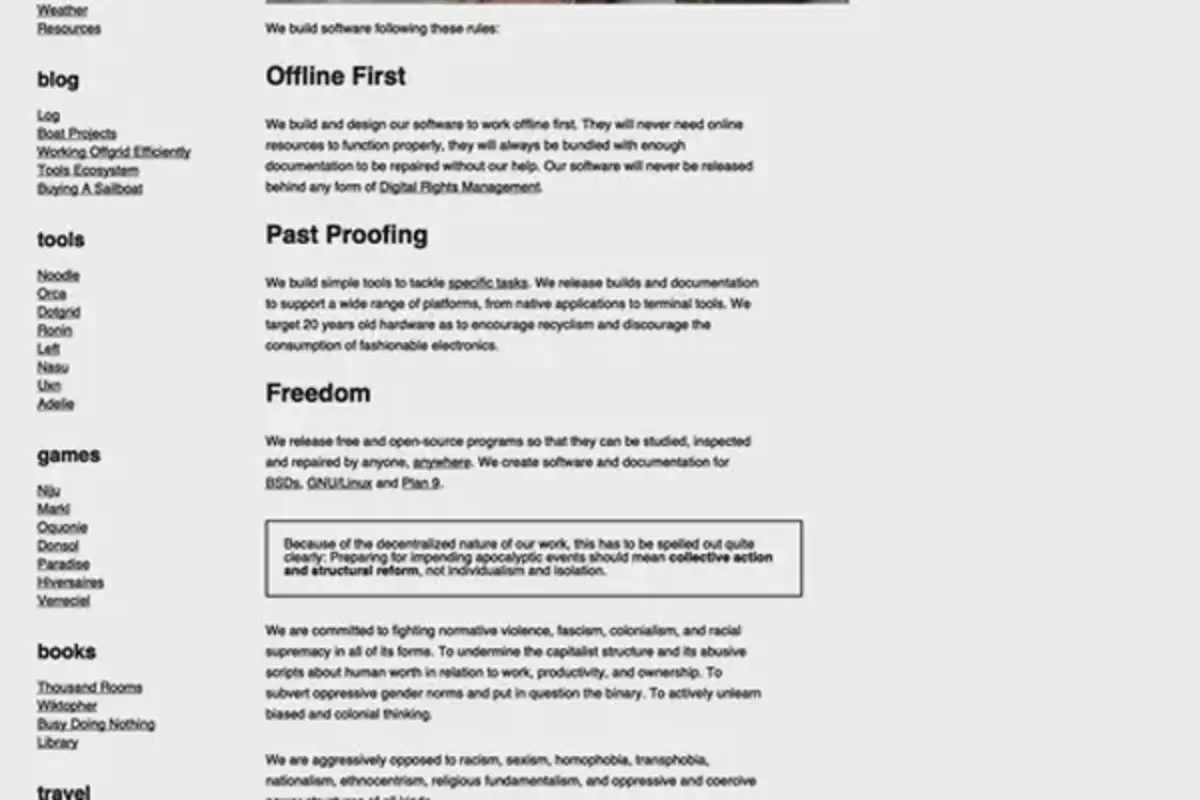 Weather
Resources
blog
Log
Boat Projects
Working Offgrid Efficiently
Tools Ecosystem
Buying A Sailboat
tools
Noodle
Orca
Dotgrid
Ronin
Left
Nasu
Uxn
Adelie
games
Niju
Markl
Oquonie
Donsol
Paradise
Hiversaires
Verreciel
books
Thousand Rooms
Wiktopher
Busy Doing Nothing
Library
travel
We build software following these rules:
Offline First
We build and design our software to work offline first. They will never need online
resources to function properly, they will always be bundled with enough
documentation to be repaired without our help. Our software will never be released
behind any form of Digital Rights Management.
Past Proofing
We build simple tools to tackle specific tasks. We release builds and documentation
to support a wide range of platforms, from native applications to terminal tools. We
target 20 years old hardware as to encourage recyclism and discourage the
consumption of fashionable electronics.
Freedom
We release free and open-source programs so that they can be studied, inspected
and repaired by anyone, anywhere. We create software and documentation for
BSDs, GNU/Linux and Plan 9.
Because of the decentralized nature of our work, this has to be spelled out quite
clearly: Preparing for impending apocalyptic events should mean collective action
and structural reform, not individualism and isolation.
We are committed to fighting normative violence, fascism, colonialism, and racial
supremacy in all of its forms. To undermine the capitalist structure and its abusive
scripts about human worth in relation to work, productivity, and ownership. To
subvert oppressive gender norms and put in question the binary. To actively unlearn
biased and colonial thinking.
We are aggressively opposed to racism, sexism, homophobia, transphobia,
nationalism, ethnocentrism, religious fundamentalism, and oppressive and coercive